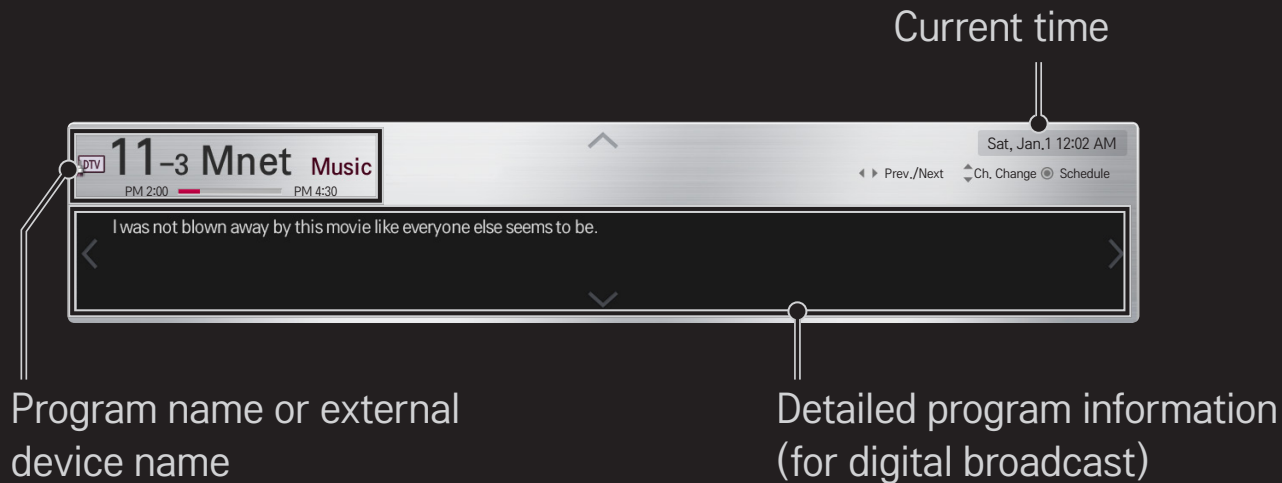 Current time
DTV 11-3 Mnet Music
PM 2:00 PM 4:30
Sat, Jan.1 12:02 AM
Prev./Next Ch. Change Schedule
I was not blown away by this movie like everyone else seems to be.
Program name or external
device name
Detailed program information
(for digital broadcast)